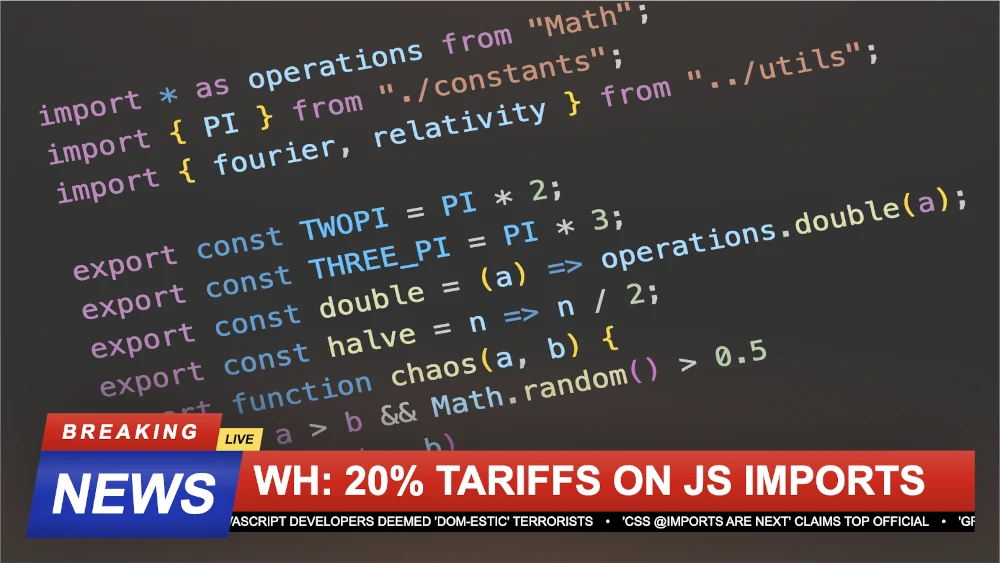 import * as operations from "Math";
import { PI } from "./constants";
import { fourier, relativity } from "../utils";
export const TWOPI = PI * 2;
export const THREE_PI = PI * 3;
export const double = (a) => operations.double(a);
export const halve = n => n / 2;
function chaos(a, b) {
a > b && Math.random() > 0.5
b)
BREAKING
LIVE
NEWS
WH: 20% TARIFFS ON JS IMPORTS
DEVELOPERS DEEMED 'DOM-ESTIC' TERRORISTS • 'CSS @IMPORTS ARE NEXT' CLAIMS TOP OFFICIAL •